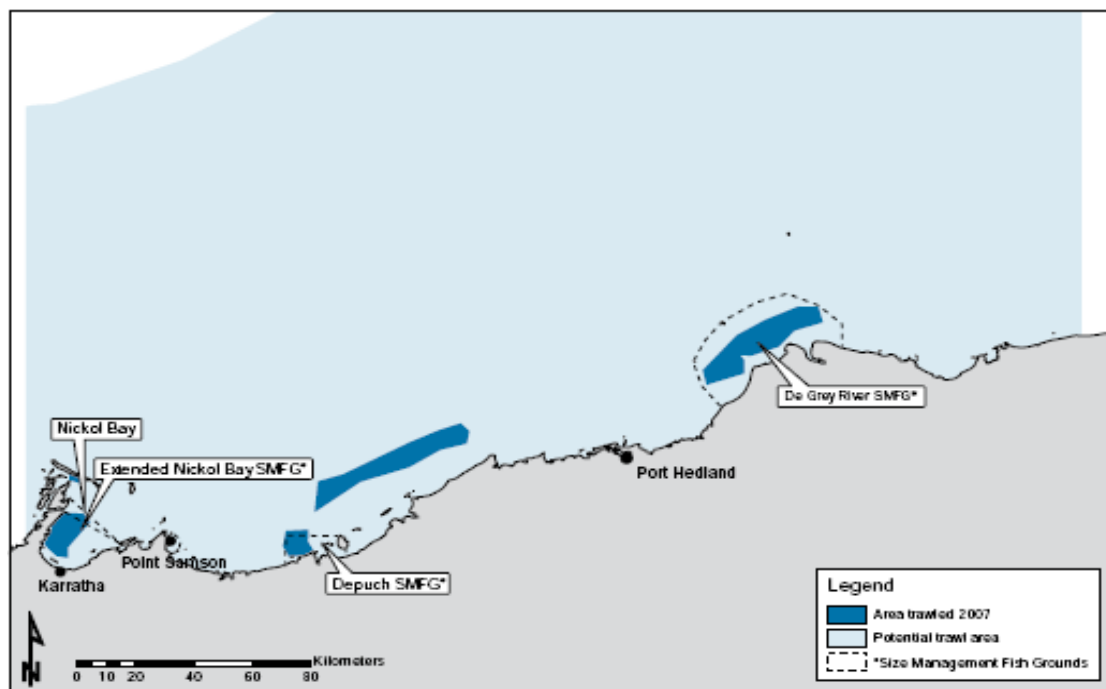 De Grey River SMFG*
Nickol Bay
Extended Nickol Bay SMFG*
Port Hedland
Point Samson
Karratha
Depuch SMFG*
Legend
Area trawled 2007
Potential trawl area
*Size Management Fish Grounds
N
Kilometers
0 10 20 40 60 80